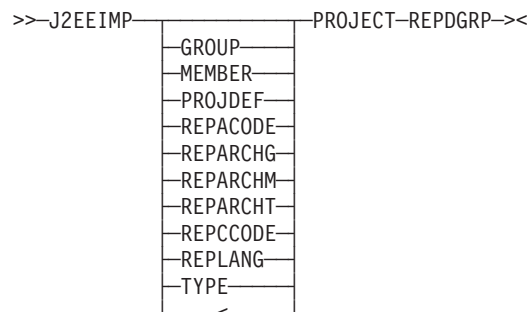 >>─J2EEIMP─┬──────────┬─PROJECT─REPDGRP─><
├─GROUP────┤
├─MEMBER───┤
├─PROJDEF──┤
├─REPACODE─┤
├─REPARCHG─┤
├─REPARCHM─┤
├─REPARCHT─┤
├─REPCCODE─┤
├─REPLANG──┤
├─TYPE─────┤